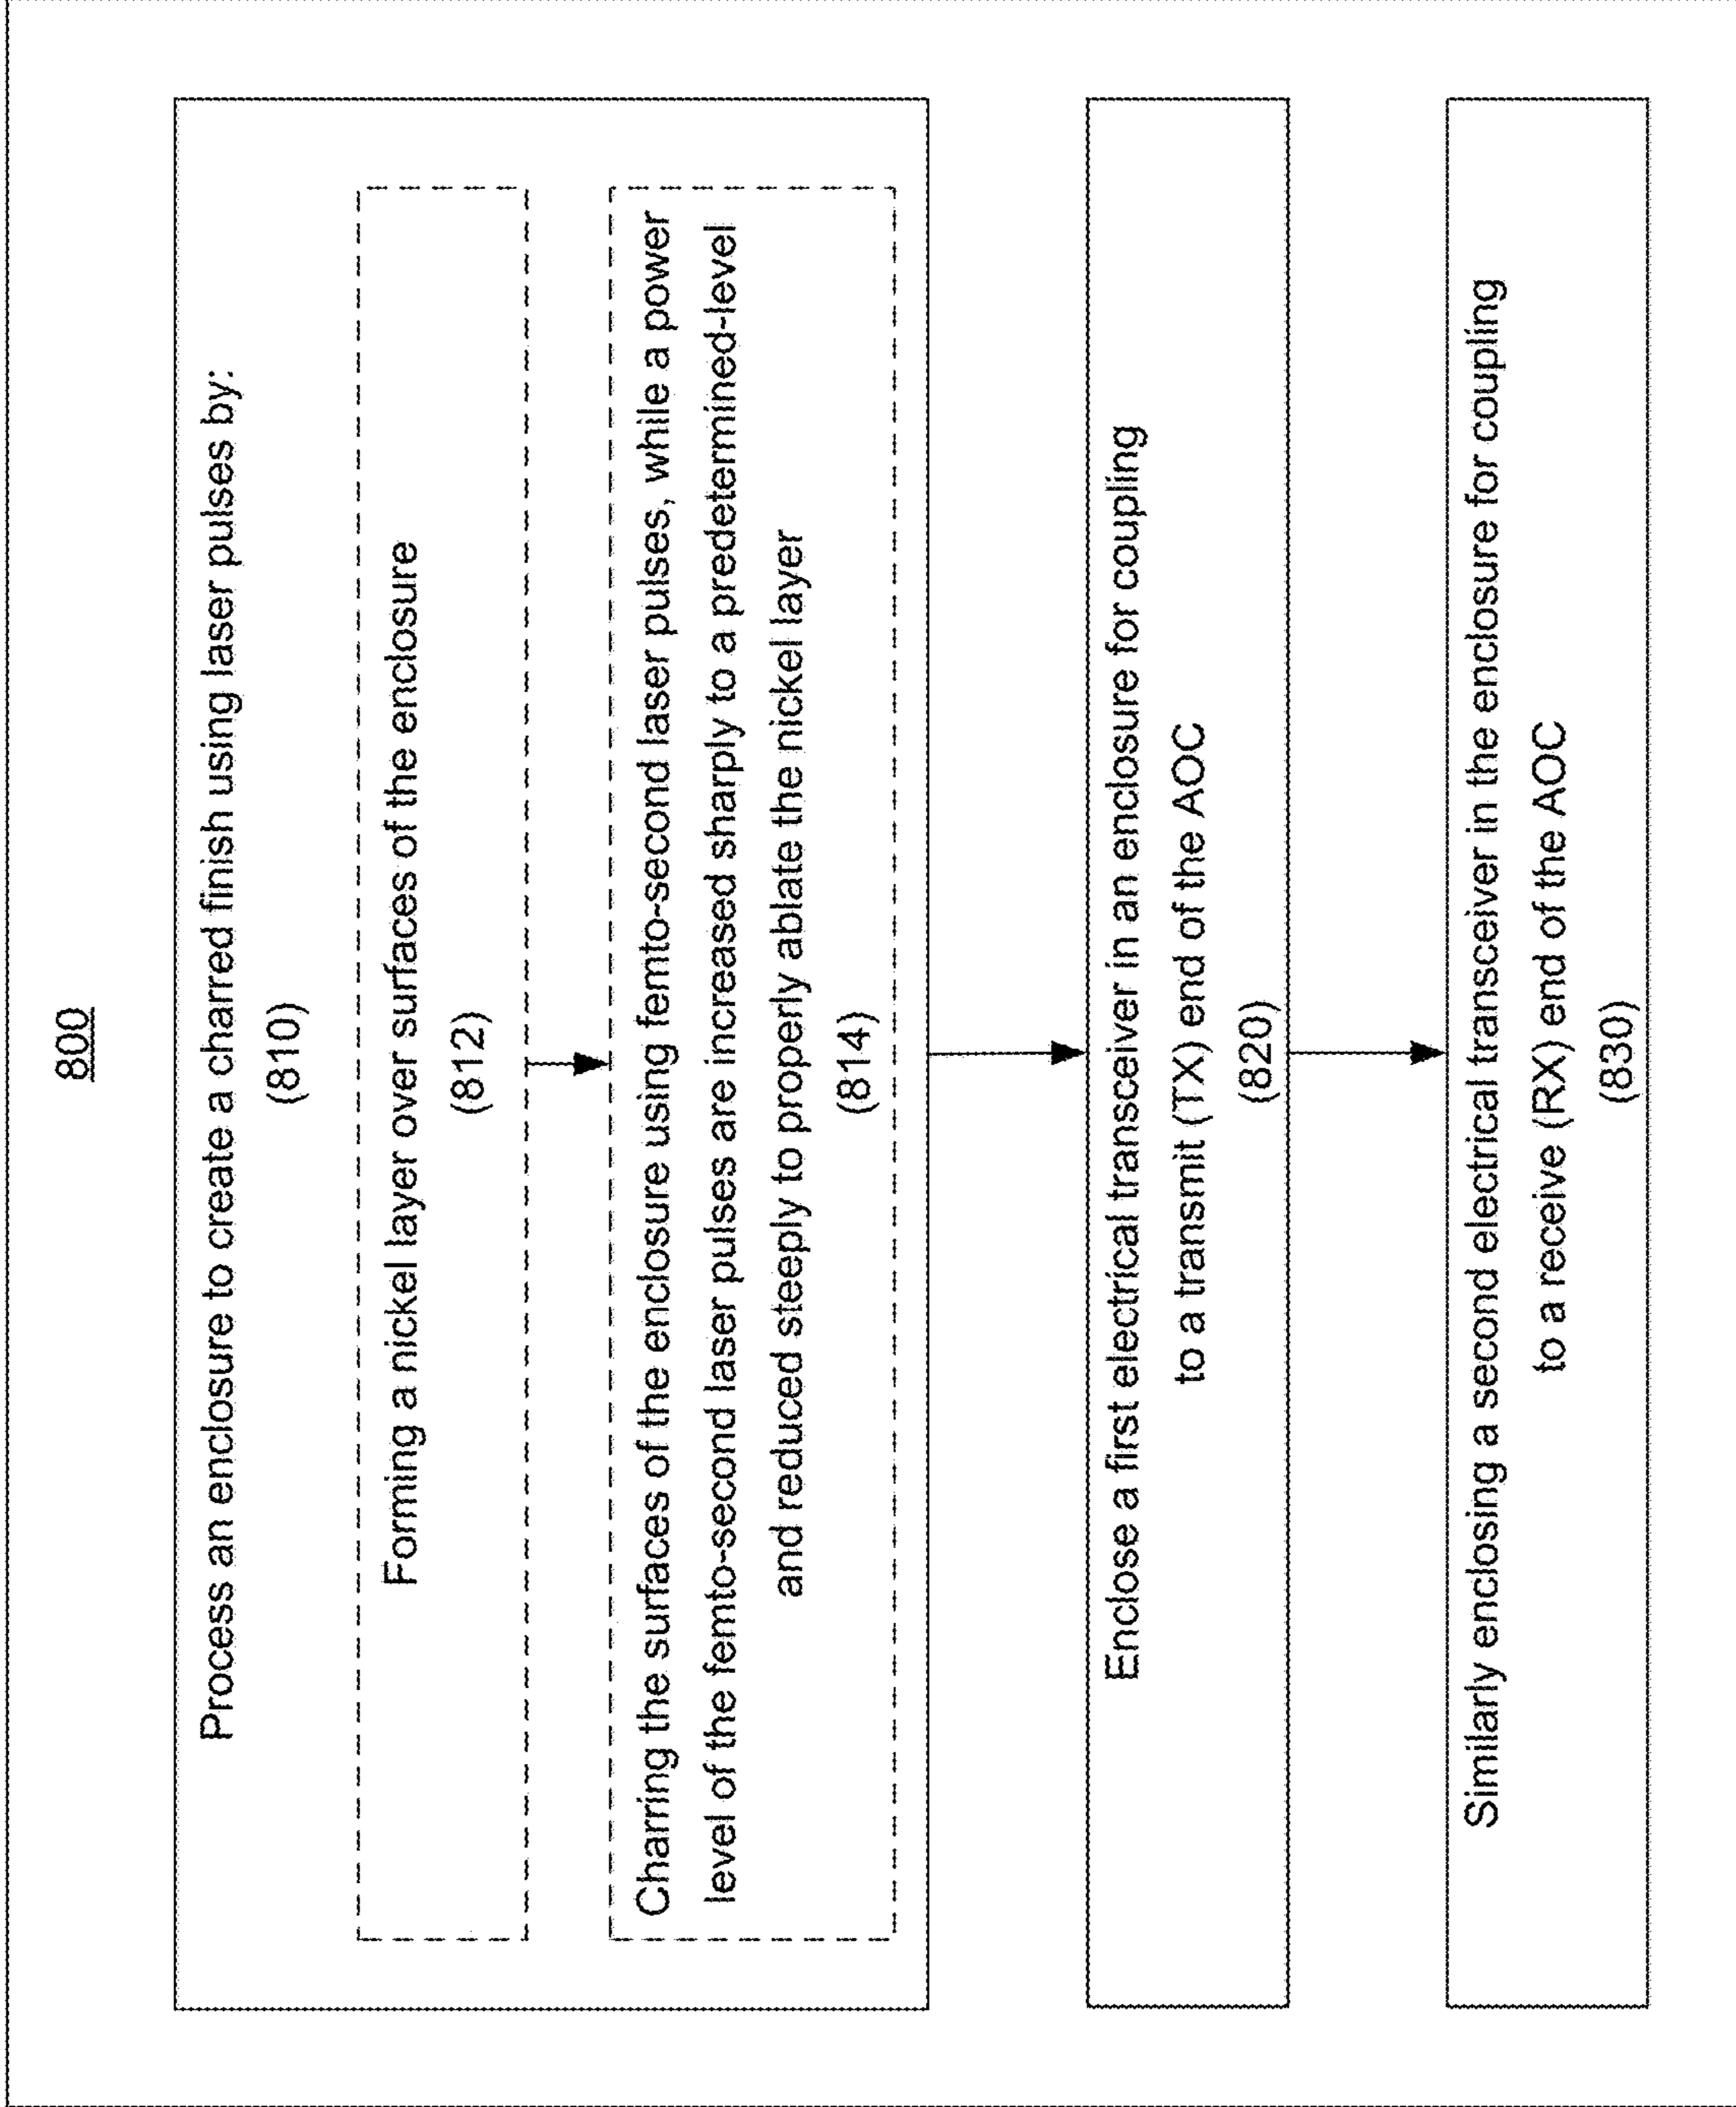 800
Process an enclosure to create a charred finish using laser pulses by:
(810)
Forming a nickel layer over surfaces of the enclosure
(812)
Charring the surfaces of the enclosure using femto-second laser pulses, while a power
level of the femto-second laser pulses are increased sharply to a predetermined-level
and reduced steeply to properly ablate the nickel layer
(814)
Enclose a first electrical transceiver in an enclosure for coupling
to a transmit (TX) end of the AOC
(820)
Similarly enclosing a second electrical transceiver in the enclosure for coupling
to a receive (RX) end of the AOC
(830)